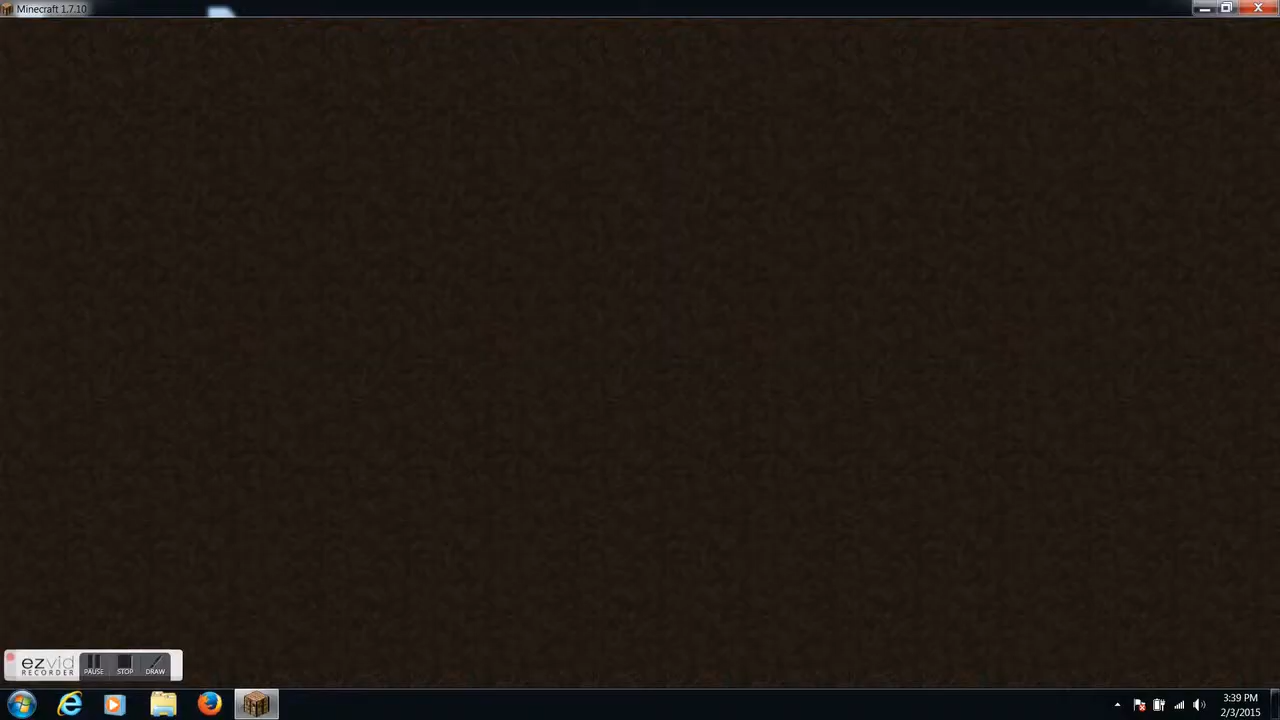 Minecraft 1.7.10
ezvid
RECORDER
PAUSE
STOP
DRAW
3:39 PM
2/3/2015